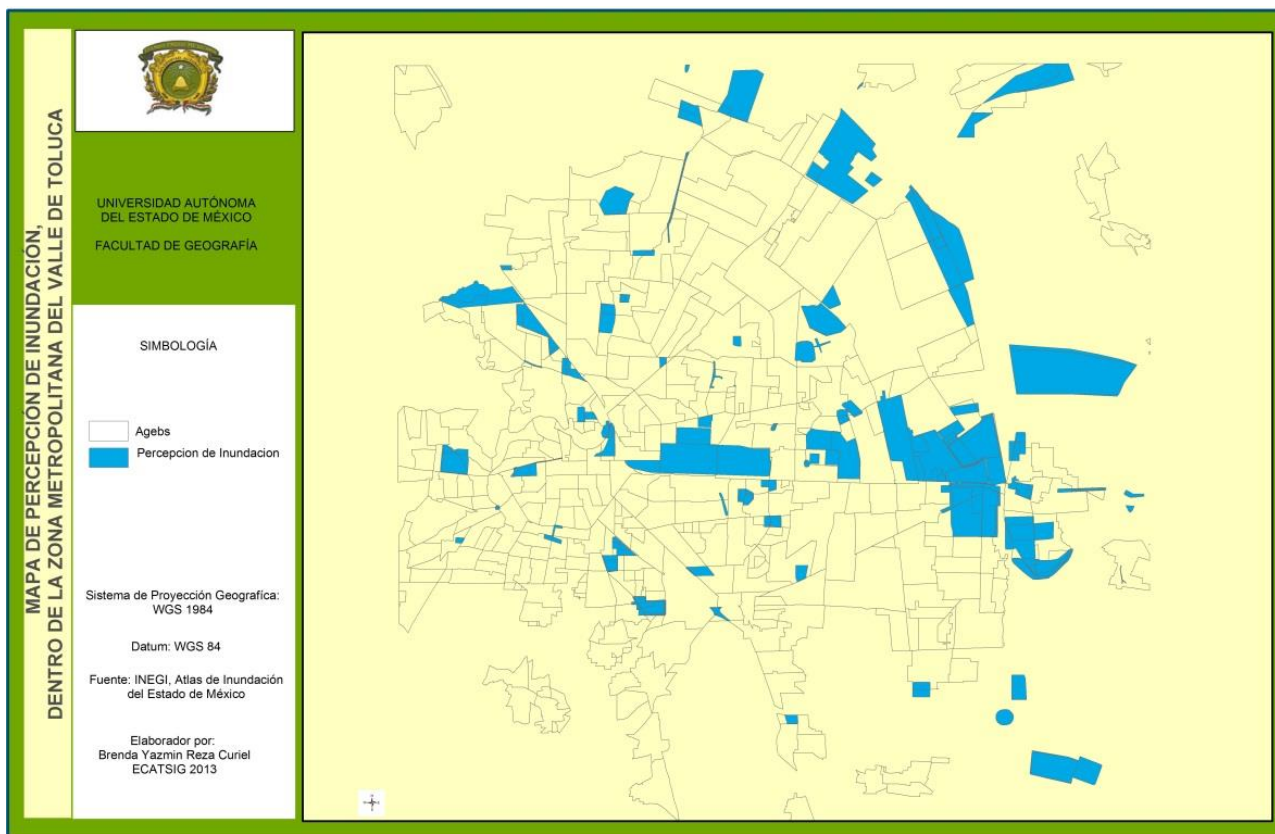 MAPA DE PERCEPCIÓN DE INUNDACIÓN,
DENTRO DE LA ZONA METROPOLITANA DEL VALLE DE TOLUCA
UNIVERSIDAD AUTÓNOMA
DEL ESTADO DE MÉXICO
FACULTAD DE GEOGRAFÍA
SIMBOLOGÍA
Agebs
Percepcion de Inundacion
Sistema de Proyección Geografíca:
WGS 1984
Datum: WGS 84
Fuente: INEGI, Atlas de Inundación
del Estado de México
Elaborador por:
Brenda Yazmin Reza Curiel
ECATSIG 2013